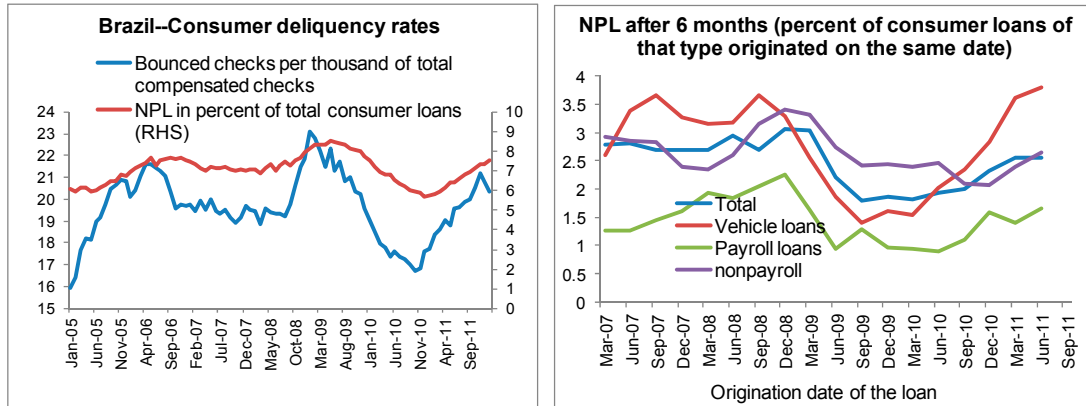 Brazil--Consumer deliquency rates
Bounced checks per thousand of total
compensated checks
NPL in percent of total consumer loans
(RHS)
24
23
22
21
20
19
18
17
16
15
10
9
8
7
6
5
4
3
2
1
0
Jan-05
Jun-05
Nov-05
Apr-06
Sep-06
Feb-07
Jul-07
Dec-07
May-08
Oct-08
Mar-09
Aug-09
Jan-10
Jun-10
Nov-10
Apr-11
Sep-11
NPL after 6 months (percent of consumer loans of
that type originated on the same date)
4
3.5
3
2.5
2
1.5
1
0.5
0
Total
Vehicle loans
Payroll loans
nonpayroll
Mar-07
Jun-07
Sep-07
Dec-07
Mar-08
Jun-08
Sep-08
Dec-08
Mar-09
Jun-09
Sep-09
Dec-09
Mar-10
Jun-10
Sep-10
Dec-10
Mar-11
Jun-11
Sep-11
Origination date of the loan